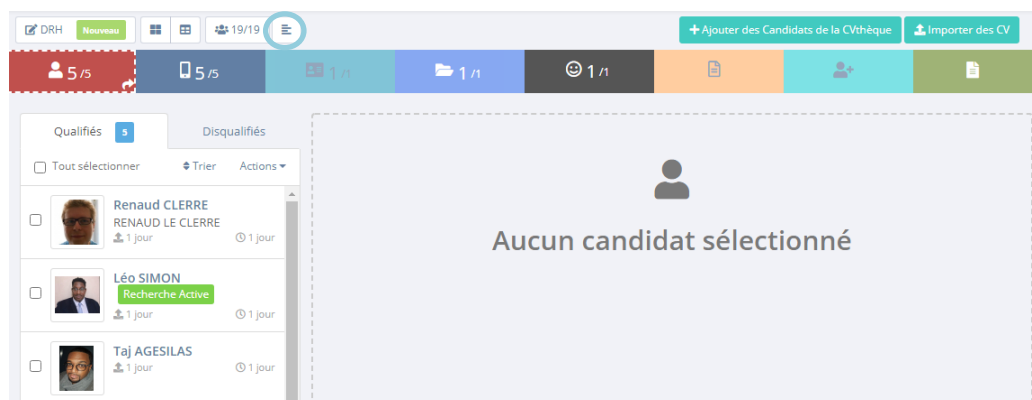 DRH Nouveau 19/19 Ajouter des Candidats de la CVthèque Importer des CV
5 /5 5 /5 1 /1 1 /1 1 /1
Qualifiés 5 Disqualifiés
Tout sélectionner Trier Actions
Renaud CLERRE
RENAUD LE CLERRE
1 jour 1 jour
Léo SIMON
Recherche Active
1 jour 1 jour
Taj AGESILAS
1 jour 1 jour
Aucun candidat sélectionné